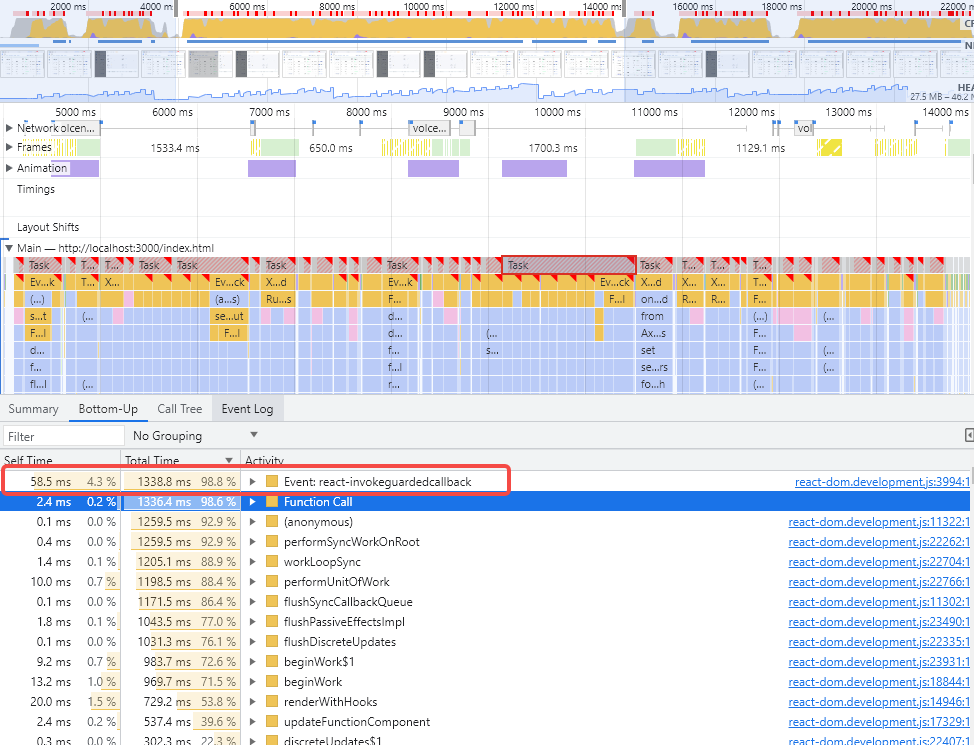 2000 ms 4000 ms 6000 ms 8000 ms 10000 ms 12000 ms 14000 ms 16000 ms 18000 ms 20000 ms 22000 ms
HEA
27.5 MB – 46.2 M
5000 ms 6000 ms 7000 ms 8000 ms 9000 ms 10000 ms 11000 ms 12000 ms 13000 ms 14000 ms
Network olcen... volce... vol
Frames 1533.4 ms 650.0 ms 1700.3 ms 1129.1 ms
Animation
Timings
Layout Shifts
Main — http://localhost:3000/index.html
Task T... T... Task Task Task Task Task Task T... T... T...
Ev...k T... X... Ev...ck X...d Ev...k Ev...ck X...d X... X... T...
(...) (a...s) Ru...s F... F...l on...d R... R... F...
s...t (... se...ut d... from (...) (...
F...l F...l d... (... Ax...s F...
d... f... s... set F... (...
f... f...l se...rs F... (...
fl...l (... r... fo...h (...
Summary Bottom-Up Call Tree Event Log
Filter No Grouping
Self Time Total Time Activity
58.5 ms 4.3 % 1338.8 ms 98.8 % Event: react-invokeguardedcallback react-dom.development.js:3994:1
2.4 ms 0.2 % 1336.4 ms 98.6 % Function Call
0.1 ms 0.0 % 1259.5 ms 92.9 % (anonymous) react-dom.development.js:11322:1
0.4 ms 0.0 % 1259.5 ms 92.9 % performSyncWorkOnRoot react-dom.development.js:22262:1
1.4 ms 0.1 % 1205.1 ms 88.9 % workLoopSync react-dom.development.js:22704:1
10.0 ms 0.7 % 1198.5 ms 88.4 % performUnitOfWork react-dom.development.js:22766:1
0.1 ms 0.0 % 1171.5 ms 86.4 % flushSyncCallbackQueue react-dom.development.js:11302:1
1.8 ms 0.1 % 1043.5 ms 77.0 % flushPassiveEffectsImpl react-dom.development.js:23490:1
0.1 ms 0.0 % 1031.3 ms 76.1 % flushDiscreteUpdates react-dom.development.js:22335:1
9.2 ms 0.7 % 983.7 ms 72.6 % beginWork$1 react-dom.development.js:23931:1
13.2 ms 1.0 % 969.7 ms 71.5 % beginWork react-dom.development.js:18844:1
20.0 ms 1.5 % 729.2 ms 53.8 % renderWithHooks react-dom.development.js:14946:1
2.4 ms 0.2 % 537.4 ms 39.6 % updateFunctionComponent react-dom.development.js:17329:1
0.3 ms 0.0 % 302.3 ms 22.3 % discreteUpdates$1 react-dom.development.js:22407:1